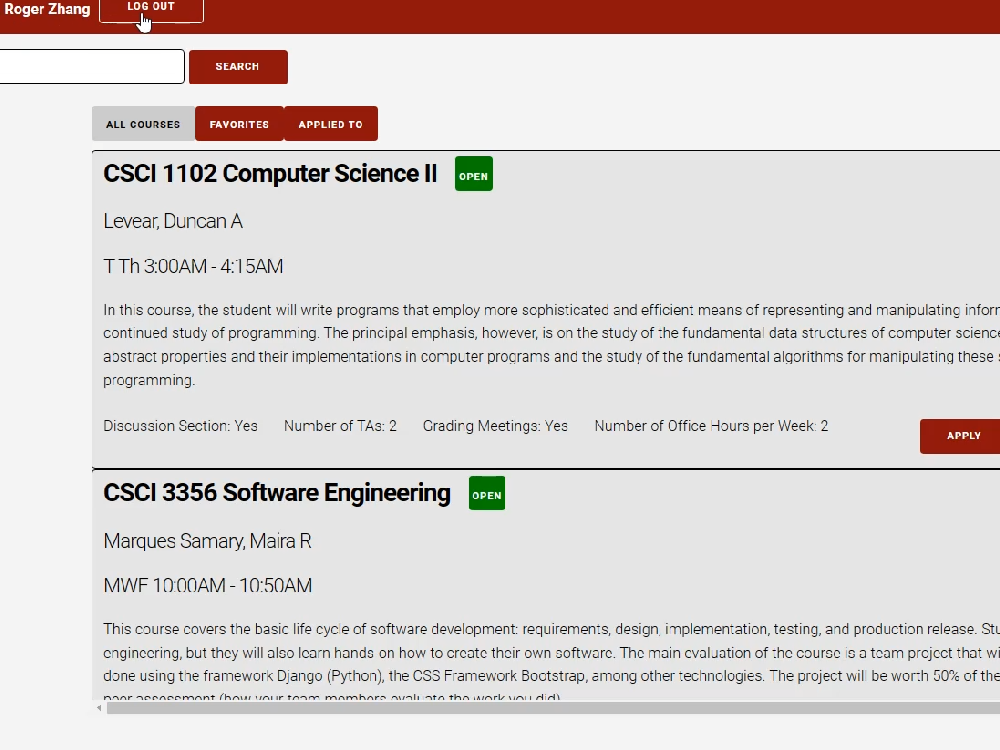 Roger Zhang LOG OUT
SEARCH
ALL COURSES FAVORITES APPLIED TO
CSCI 1102 Computer Science II OPEN
Levear, Duncan A
T Th 3:00AM - 4:15AM
In this course, the student will write programs that employ more sophisticated and efficient means of representing and manipulating
continued study of programming. The principal emphasis, however, is on the study of the fundamental data structures of computer science
abstract properties and their implementations in computer programs and the study of the fundamental algorithms for manipulating these
programming.
Discussion Section: Yes Number of TAs: 2 Grading Meetings: Yes Number of Office Hours per Week: 2
APPLY
CSCI 3356 Software Engineering OPEN
Marques Samary, Maira R
MWF 10:00AM - 10:50AM
This course covers the basic life cycle of software development: requirements, design, implementation, testing, and production release.
engineering, but they will also learn hands-on how to create their own software. The main evaluation of the course is a team project that
done using the framework Django (Python), the CSS Framework Bootstrap, among other technologies. The project will be worth 50% of the
peer assessment (how your team members evaluate the work you did)